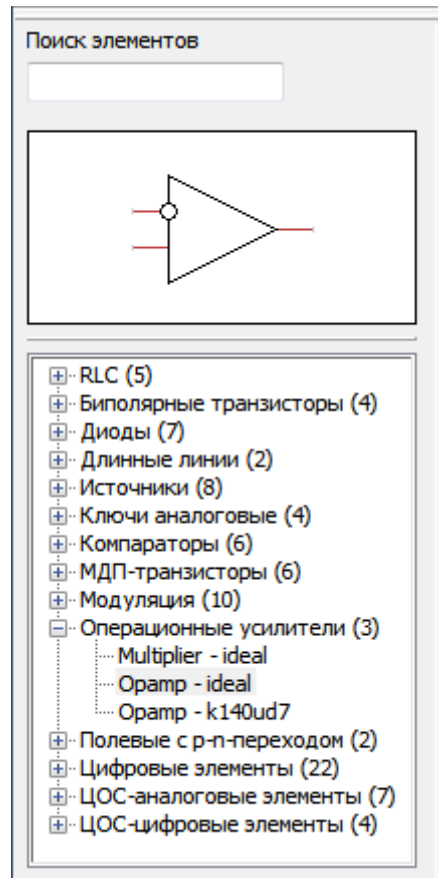 Поиск элементов
RLC (5)
Биполярные транзисторы (4)
Диоды (7)
Длинные линии (2)
Источники (8)
Ключи аналоговые (4)
Компараторы (6)
МДП-транзисторы (6)
Модуляция (10)
Операционные усилители (3)
Multiplier - ideal
Opamp - ideal
Opamp - k140ud7
Полевые с p-n-переходом (2)
Цифровые элементы (22)
ЦОС-аналоговые элементы (7)
ЦОС-цифровые элементы (4)